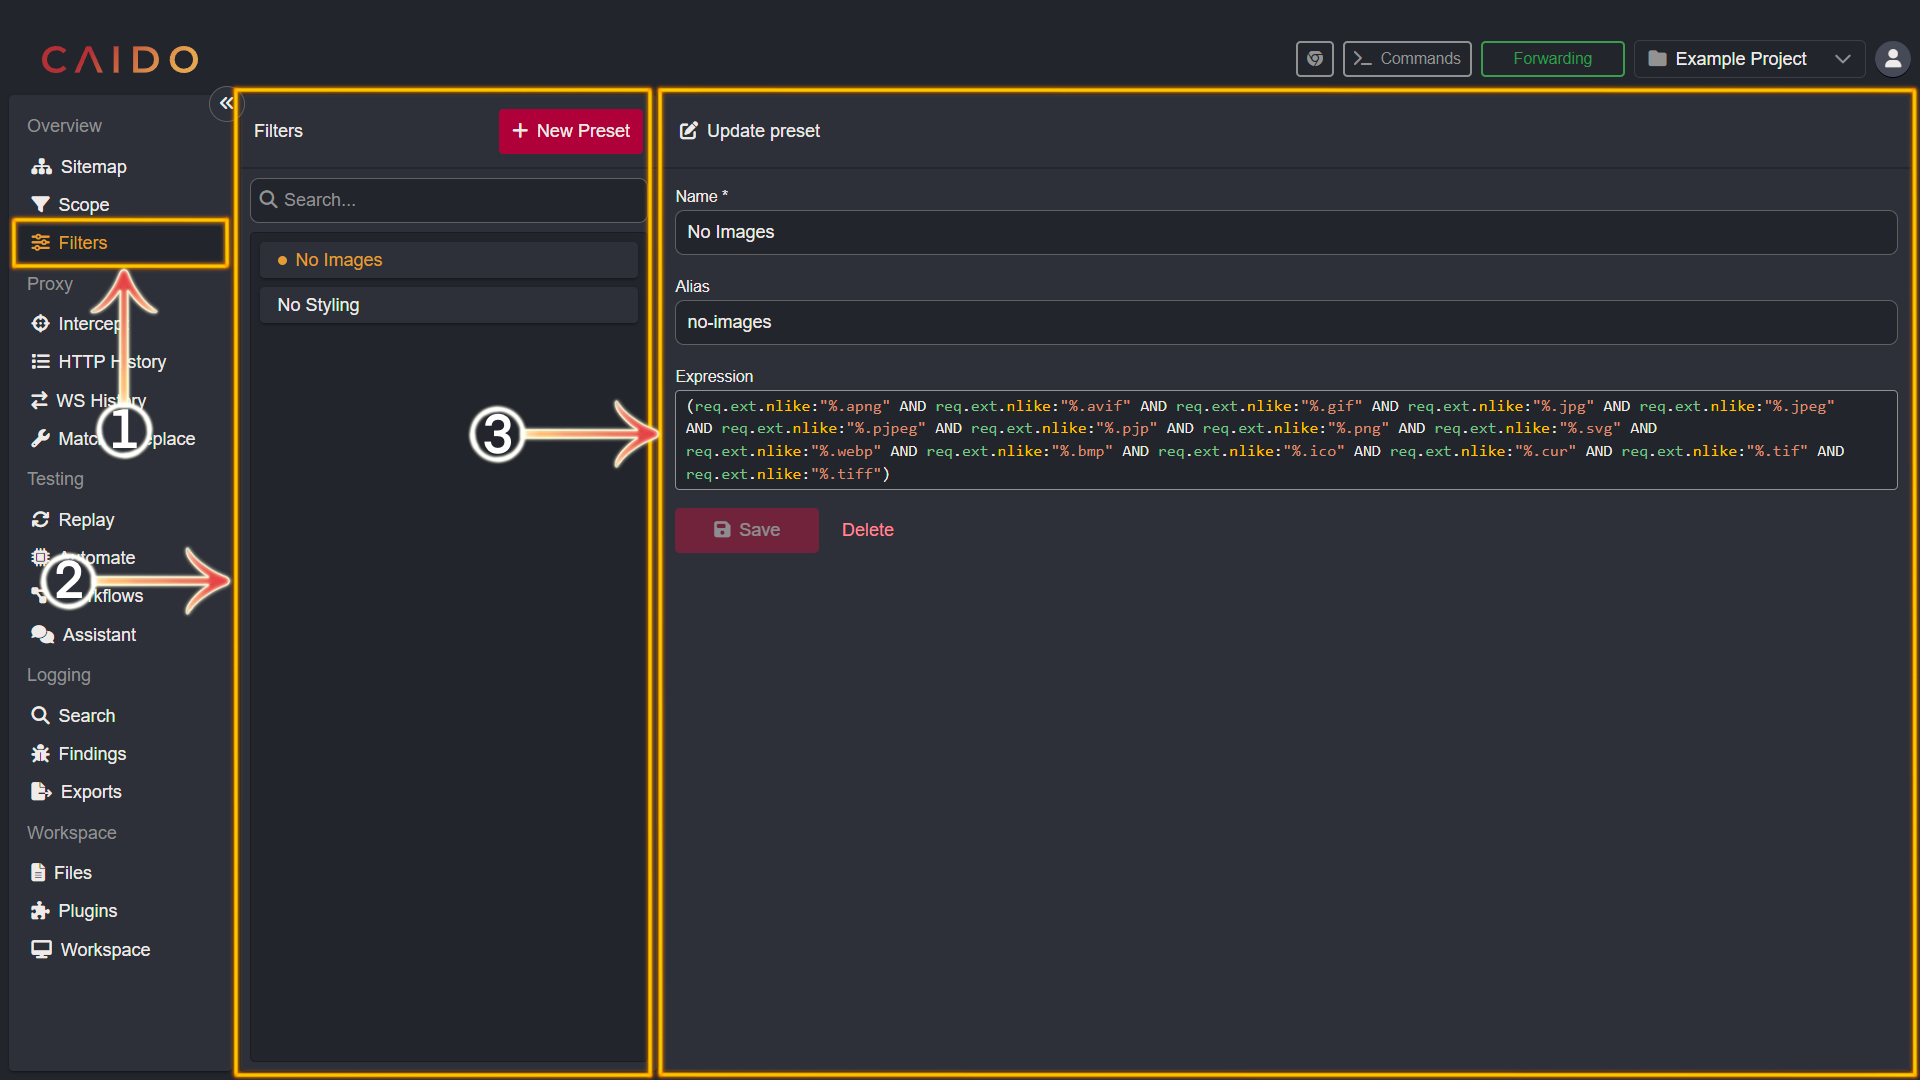 CAIDO
Commands
Forwarding
Example Project
Overview
Sitemap
Scope
Filters
Proxy
Intercep
HTTP History
WS History
Matc place
Testing
Replay
Automate
kflows
Assistant
Logging
Search
Findings
Exports
Workspace
Files
Plugins
Workspace
1
2
3
Filters
New Preset
Search...
No Images
No Styling
Update preset
Name *
No Images
Alias
no-images
Expression
(req.ext.nlike:"%.apng" AND req.ext.nlike:"%.avif" AND req.ext.nlike:"%.gif" AND req.ext.nlike:"%.jpg" AND req.ext.nlike:"%.jpeg"
AND req.ext.nlike:"%.pjpeg" AND req.ext.nlike:"%.pjp" AND req.ext.nlike:"%.png" AND req.ext.nlike:"%.svg" AND
req.ext.nlike:"%.webp" AND req.ext.nlike:"%.bmp" AND req.ext.nlike:"%.ico" AND req.ext.nlike:"%.cur" AND req.ext.nlike:"%.tif" AND
req.ext.nlike:"%.tiff")
Save
Delete